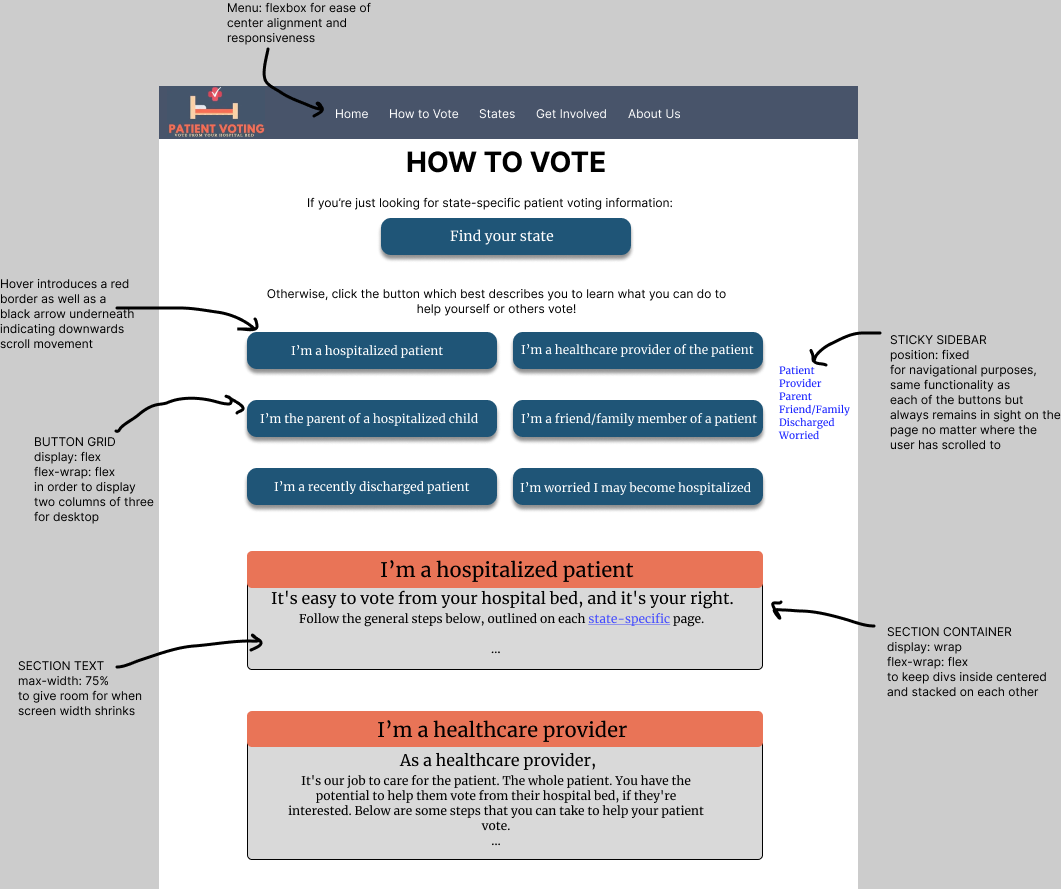 Menu: flexbox for ease of
center alignment and
responsiveness
PATIENT VOTING
VOTE FROM YOUR HOSPITAL BED
Home How to Vote States Get Involved About Us
HOW TO VOTE
If you're just looking for state-specific patient voting information:
Find your state
Hover introduces a red
border as well as a
black arrow underneath
indicating downwards
scroll movement
Otherwise, click the button which best describes you to learn what you can do to
help yourself or others vote!
I'm a hospitalized patient
I'm a healthcare provider of the patient
I'm the parent of a hospitalized child
I'm a friend/family member of a patient
I'm a recently discharged patient
I'm worried I may become hospitalized
Patient
Provider
Parent
Friend/Family
Discharged
Worried
STICKY SIDEBAR
position: fixed
for navigational purposes,
same functionality as
each of the buttons but
always remains in sight on the
page no matter where the
user has scrolled to
BUTTON GRID
display: flex
flex-wrap: flex
in order to display
two columns of three
for desktop
I'm a hospitalized patient
It's easy to vote from your hospital bed, and it's your right.
Follow the general steps below, outlined on each state-specific page.
...
SECTION CONTAINER
display: wrap
flex-wrap: flex
to keep divs inside centered
and stacked on each other
SECTION TEXT
max-width: 75%
to give room for when
screen width shrinks
I'm a healthcare provider
As a healthcare provider,
It's our job to care for the patient. The whole patient. You have the
potential to help them vote from their hospital bed, if they're
interested. Below are some steps that you can take to help your patient
vote.
...